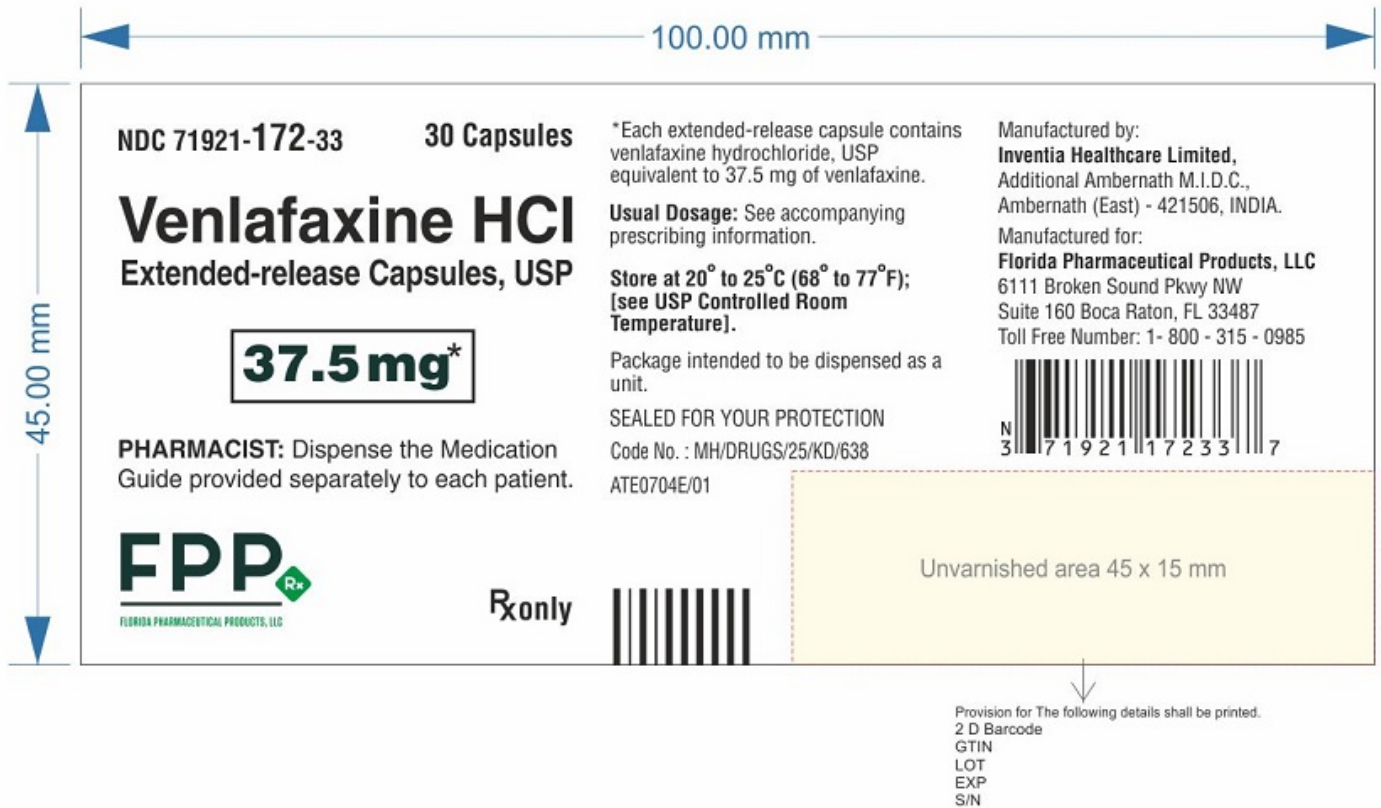 100.00 mm
45.00 mm
NDC 71921-172-33
30 Capsules
Venlafaxine HCl
Extended-release Capsules, USP
37.5 mg*
PHARMACIST: Dispense the Medication
Guide provided separately to each patient.
FPP
Rx
FLORIDA PHARMACEUTICAL PRODUCTS, LLC
Rx only
*Each extended-release capsule contains
venlafaxine hydrochloride, USP
equivalent to 37.5 mg of venlafaxine.
Usual Dosage: See accompanying
prescribing information.
Store at 20° to 25°C (68° to 77°F);
[see USP Controlled Room
Temperature].
Package intended to be dispensed as a
unit.
SEALED FOR YOUR PROTECTION
Code No. : MH/DRUGS/25/KD/638
ATE0704E/01
Manufactured by:
Inventia Healthcare Limited,
Additional Ambernath M.I.D.C.,
Ambernath (East) - 421506, INDIA.
Manufactured for:
Florida Pharmaceutical Products, LLC
6111 Broken Sound Pkwy NW
Suite 160 Boca Raton, FL 33487
Toll Free Number: 1- 800 - 315 - 0985
N
3 71921 17233 7
Unvarnished area 45 x 15 mm
Provision for The following details shall be printed.
2 D Barcode
GTIN
LOT
EXP
S/N